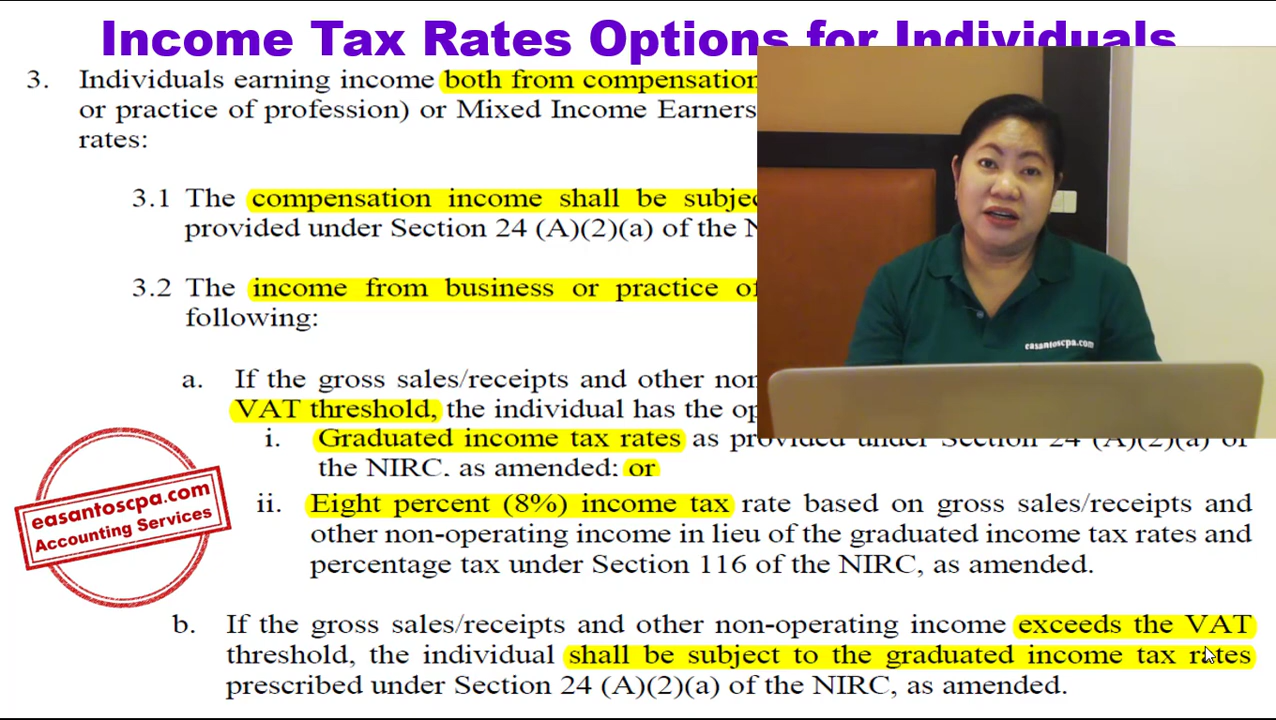 Income Tax Rates Options for Individuals
3. Individuals earning income both from compensation
or practice of profession) or Mixed Income Earners
rates:
3.1 The compensation income shall be subjec
provided under Section 24 (A)(2)(a) of the N
3.2 The income from business or practice of
following:
a. If the gross sales/receipts and other non
VAT threshold, the individual has the op
i. Graduated income tax rates as provided under Section 24 (A)(2)(a) of
the NIRC. as amended: or
ii. Eight percent (8%) income tax rate based on gross sales/receipts and
other non-operating income in lieu of the graduated income tax rates and
percentage tax under Section 116 of the NIRC, as amended.
b. If the gross sales/receipts and other non-operating income exceeds the VAT
threshold, the individual shall be subject to the graduated income tax rates
prescribed under Section 24 (A)(2)(a) of the NIRC, as amended.
easantoscpa.com
Accounting Services
easantoscpa.com